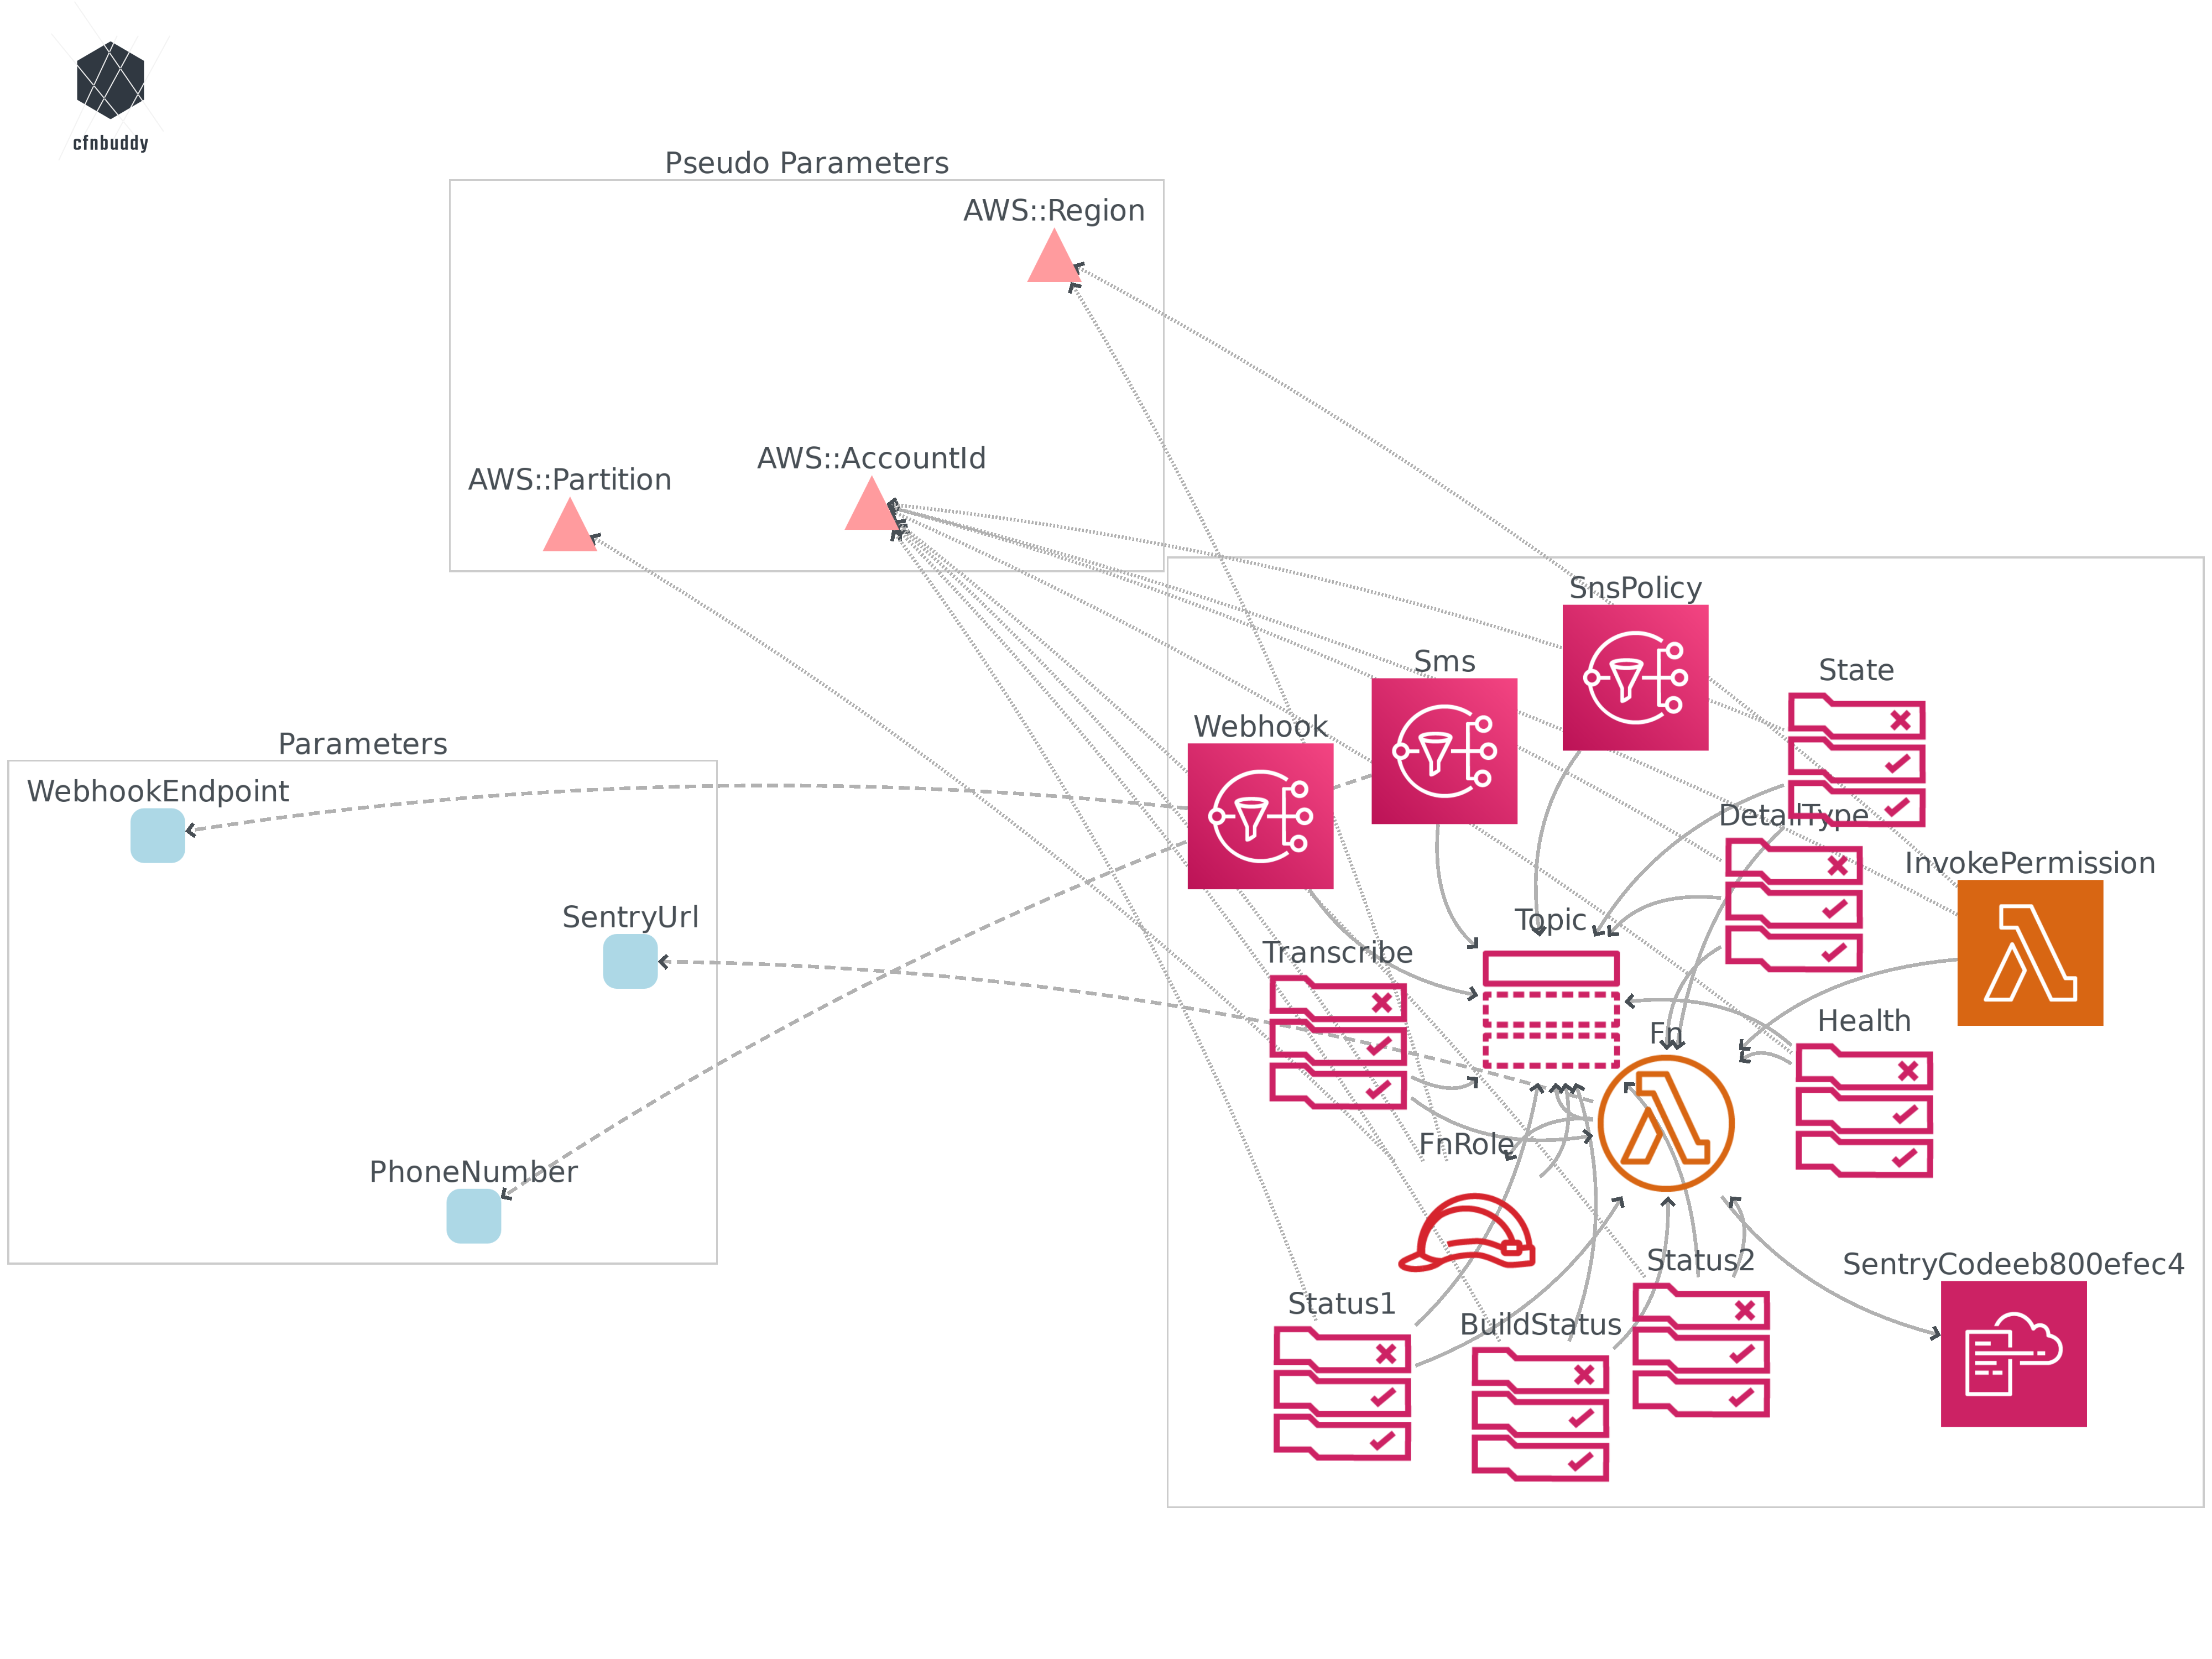 cfnbuddy
Pseudo Parameters
AWS::Region
AWS::AccountId
AWS::Partition
SnsPolicy
Sms
State
Webhook
Parameters
WebhookEndpoint
DetailType
InvokePermission
SentryUrl
Topic
Transcribe
Health
Fn
FnRole
PhoneNumber
Status2
SentryCodeeb800efec4
Status1
BuildStatus